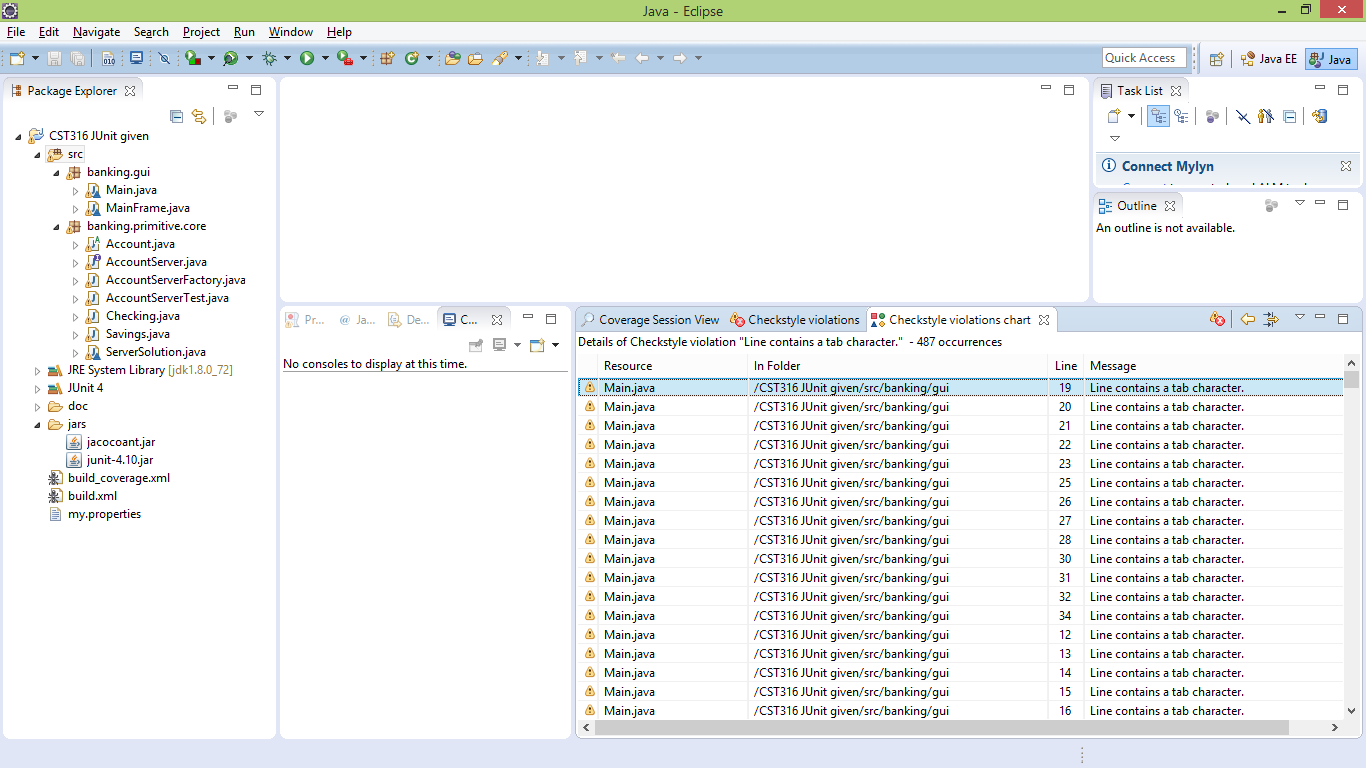 Java - Eclipse
File Edit Navigate Search Project Run Window Help
Quick Access
Java EE
Java
Package Explorer
CST316 JUnit given
src
banking.gui
Main.java
MainFrame.java
banking.primitive.core
Account.java
AccountServer.java
AccountServerFactory.java
AccountServerTest.java
Checking.java
Savings.java
ServerSolution.java
JRE System Library [jdk1.8.0_72]
JUnit 4
doc
jars
jacocoant.jar
junit-4.10.jar
build_coverage.xml
build.xml
my.properties
Task List
Connect Mylyn
Outline
An outline is not available.
Pr... Ja... De... C...
No consoles to display at this time.
Coverage Session View Checkstyle violations Checkstyle violations chart
Details of Checkstyle violation "Line contains a tab character." - 487 occurrences
Resource In Folder Line Message
Main.java /CST316 JUnit given/src/banking/gui 19 Line contains a tab character.
Main.java /CST316 JUnit given/src/banking/gui 20 Line contains a tab character.
Main.java /CST316 JUnit given/src/banking/gui 21 Line contains a tab character.
Main.java /CST316 JUnit given/src/banking/gui 22 Line contains a tab character.
Main.java /CST316 JUnit given/src/banking/gui 23 Line contains a tab character.
Main.java /CST316 JUnit given/src/banking/gui 25 Line contains a tab character.
Main.java /CST316 JUnit given/src/banking/gui 26 Line contains a tab character.
Main.java /CST316 JUnit given/src/banking/gui 27 Line contains a tab character.
Main.java /CST316 JUnit given/src/banking/gui 28 Line contains a tab character.
Main.java /CST316 JUnit given/src/banking/gui 30 Line contains a tab character.
Main.java /CST316 JUnit given/src/banking/gui 31 Line contains a tab character.
Main.java /CST316 JUnit given/src/banking/gui 32 Line contains a tab character.
Main.java /CST316 JUnit given/src/banking/gui 34 Line contains a tab character.
Main.java /CST316 JUnit given/src/banking/gui 12 Line contains a tab character.
Main.java /CST316 JUnit given/src/banking/gui 13 Line contains a tab character.
Main.java /CST316 JUnit given/src/banking/gui 14 Line contains a tab character.
Main.java /CST316 JUnit given/src/banking/gui 15 Line contains a tab character.
Main.java /CST316 JUnit given/src/banking/gui 16 Line contains a tab character.